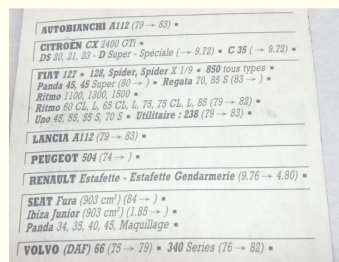 AUTOBIANCHI A112 (79 → 83) ▪
CITROËN CX 2400 GTi ▪
DS 20, 21, 23 - D Super - Spéciale ( → 9.72) ▪ C 35 ( → 9.72) ▪
FIAT 127 ▪ 128, Spider, Spider X 1/9 ▪ 850 tous types ▪
Panda 45, 45 Super (80 → ) ▪ Regata 70, 85 S (83 → ) ▪
Ritmo 1100, 1300, 1500 ▪
Ritmo 60 CL, L, 65 CL, L, 75, 75 CL, L, 85 (79 → 82) ▪
Uno 45, 55, 55 S, 70 S ▪ Utilitaire : 238 (79 → 83) ▪
LANCIA A112 (79 → 83) ▪
PEUGEOT 504 (74 → ) ▪
RENAULT Estafette - Estafette Gendarmerie (9.76 → 4.80) ▪
SEAT Fura (903 cm³) (84 → ) ▪
Ibiza Junior (903 cm³) (1.85 → ) ▪
Panda 34, 35, 40, 45, Maquillage ▪
VOLVO (DAF) 66 (75 → 79) ▪ 340 Series (76 → 82) ▪